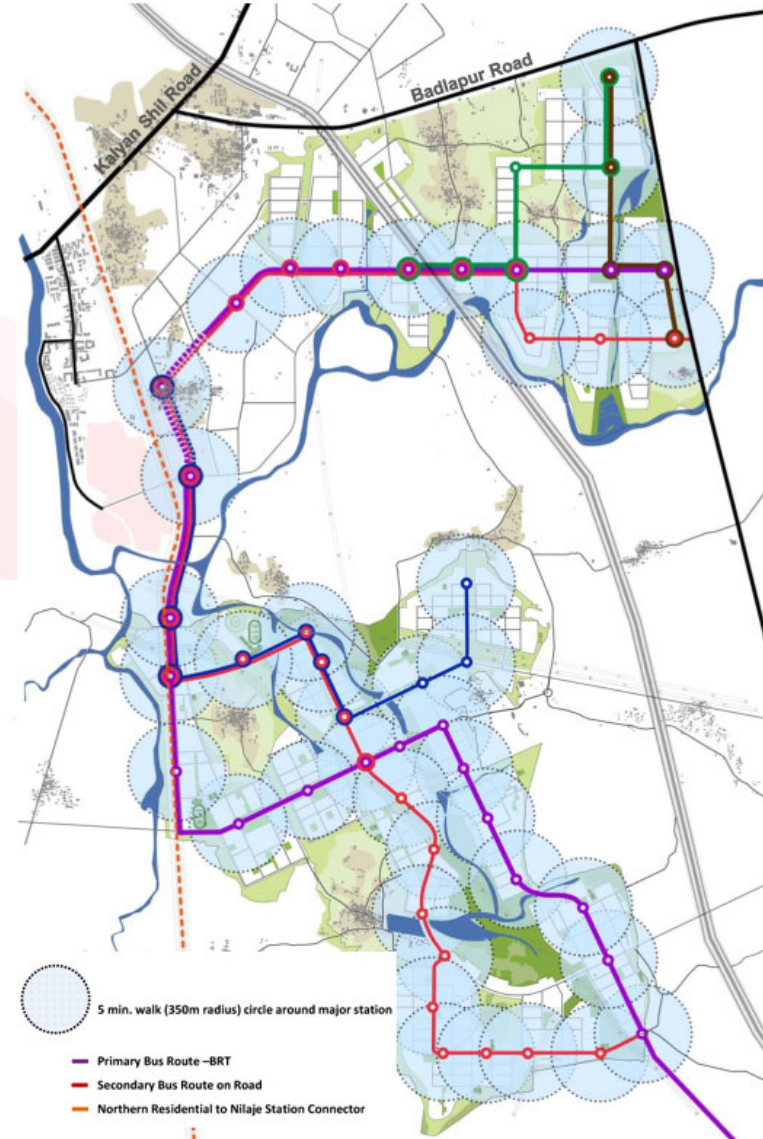 Badlapur Road
Kalyan Shil Road
5 min. walk (350m radius) circle around major station
Primary Bus Route –BRT
Secondary Bus Route on Road
Northern Residential to Nilaje Station Connector